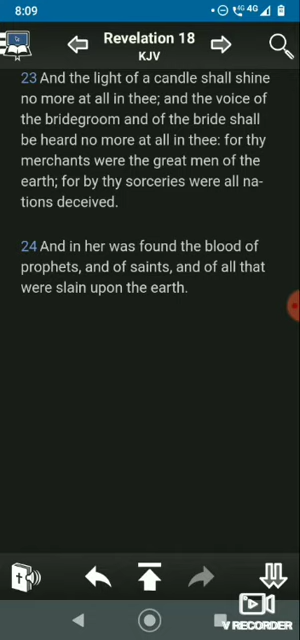 8:09
4G 4G
Revelation 18
KJV
23 And the light of a candle shall shine
no more at all in thee; and the voice of
the bridegroom and of the bride shall
be heard no more at all in thee: for thy
merchants were the great men of the
earth; for by thy sorceries were all na-
tions deceived.
24 And in her was found the blood of
prophets, and of saints, and of all that
were slain upon the earth.
V RECORDER